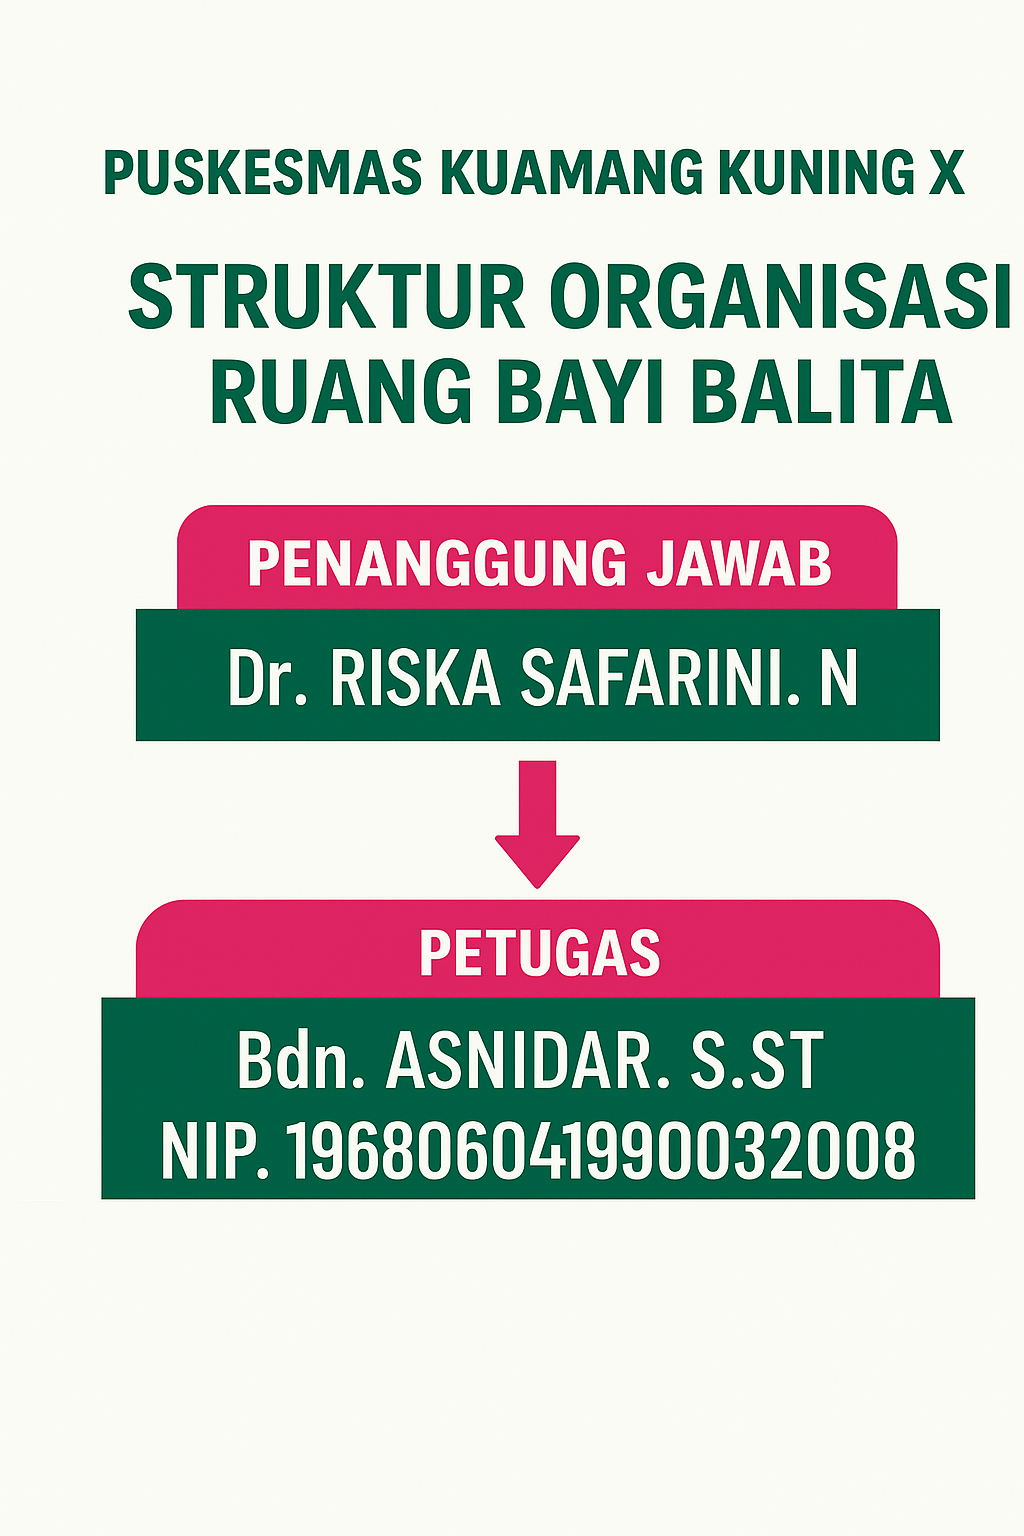 PUSKESMAS KUAMANG KUNING X
STRUKTUR ORGANISASI
RUANG BAYI BALITA
PENANGGUNG JAWAB
Dr. RISKA SAFARINI. N
PETUGAS
Bdn. ASNIDAR. S.ST
NIP. 196806041990032008